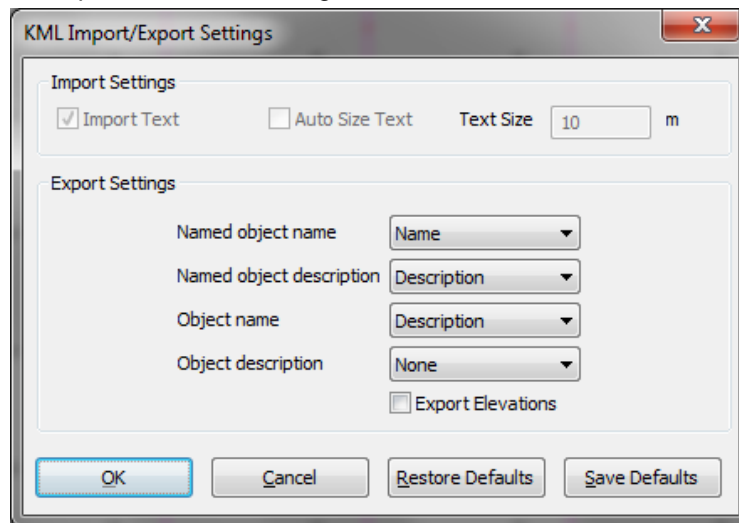 KML Import/Export Settings
Import Settings
Import Text Auto Size Text Text Size 10 m
Export Settings
Named object name Name
Named object description Description
Object name Description
Object description None
Export Elevations
OK Cancel Restore Defaults Save Defaults